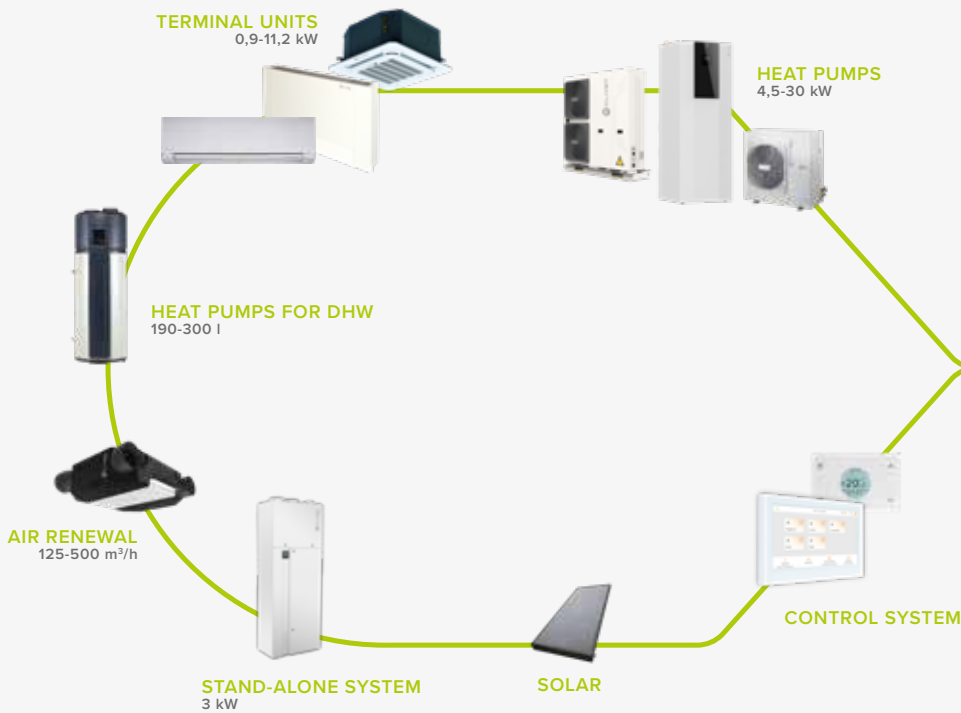 TERMINAL UNITS
0,9-11,2 kW
HEAT PUMPS
4,5-30 kW
HEAT PUMPS FOR DHW
190-300 l
AIR RENEWAL
125-500 m³/h
STAND-ALONE SYSTEM
3 kW
SOLAR
CONTROL SYSTEM